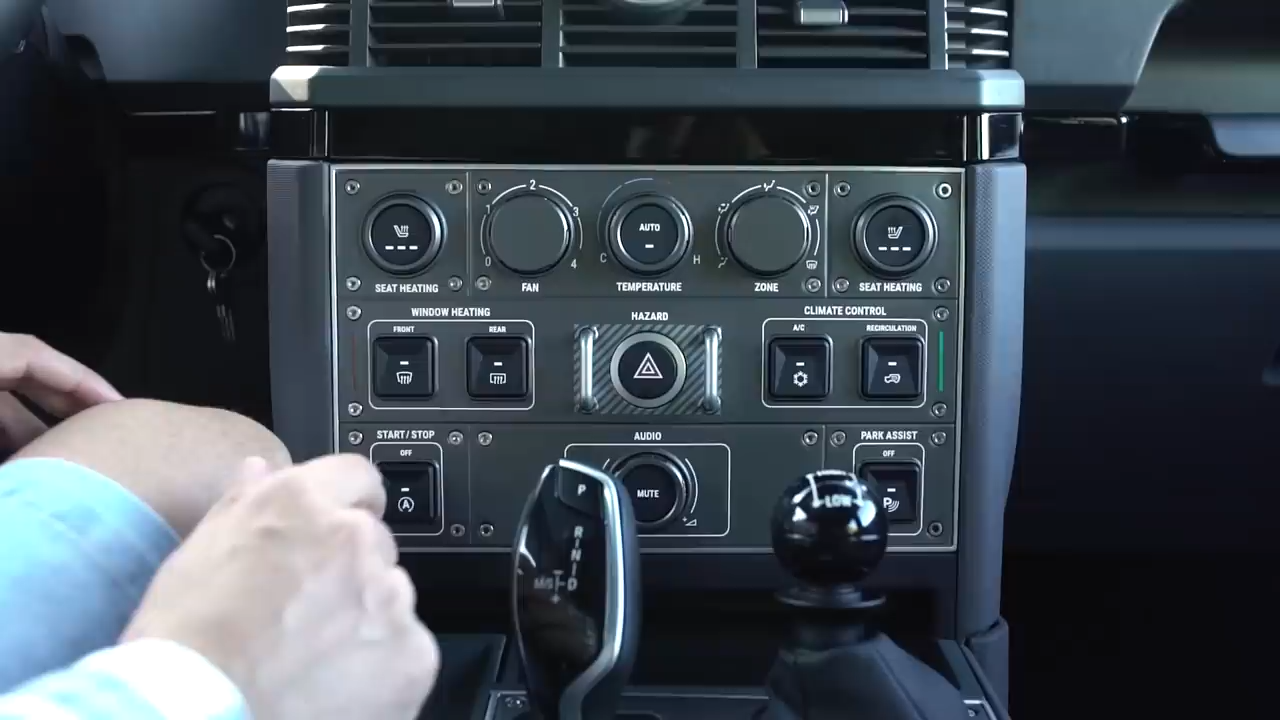 2
1
3
0
4
AUTO
C
H
SEAT HEATING
FAN
TEMPERATURE
ZONE
SEAT HEATING
WINDOW HEATING
HAZARD
CLIMATE CONTROL
FRONT
REAR
A/C
RECIRCULATION
START/STOP
AUDIO
PARK ASSIST
OFF
OFF
A
MUTE
P
LOW
P
R
N
D
M/S